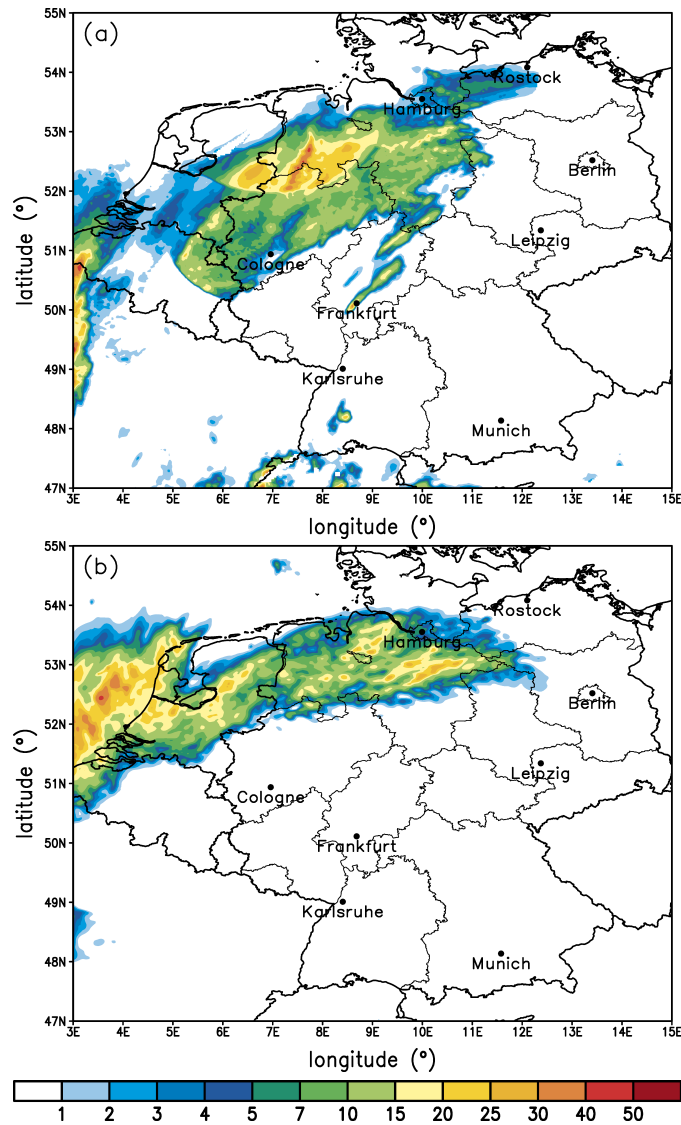 (a)
55N
54N
53N
52N
51N
50N
49N
48N
47N
latitude (°)
Rostock
Hamburg
Berlin
Leipzig
Cologne
Frankfurt
Karlsruhe
Munich
3E 4E 5E 6E 7E 8E 9E 10E 11E 12E 13E 14E 15E
longitude (°)
(b)
55N
54N
53N
52N
51N
50N
49N
48N
47N
latitude (°)
Rostock
Hamburg
Berlin
Leipzig
Cologne
Frankfurt
Karlsruhe
Munich
3E 4E 5E 6E 7E 8E 9E 10E 11E 12E 13E 14E 15E
longitude (°)
1 2 3 4 5 7 10 15 20 25 30 40 50